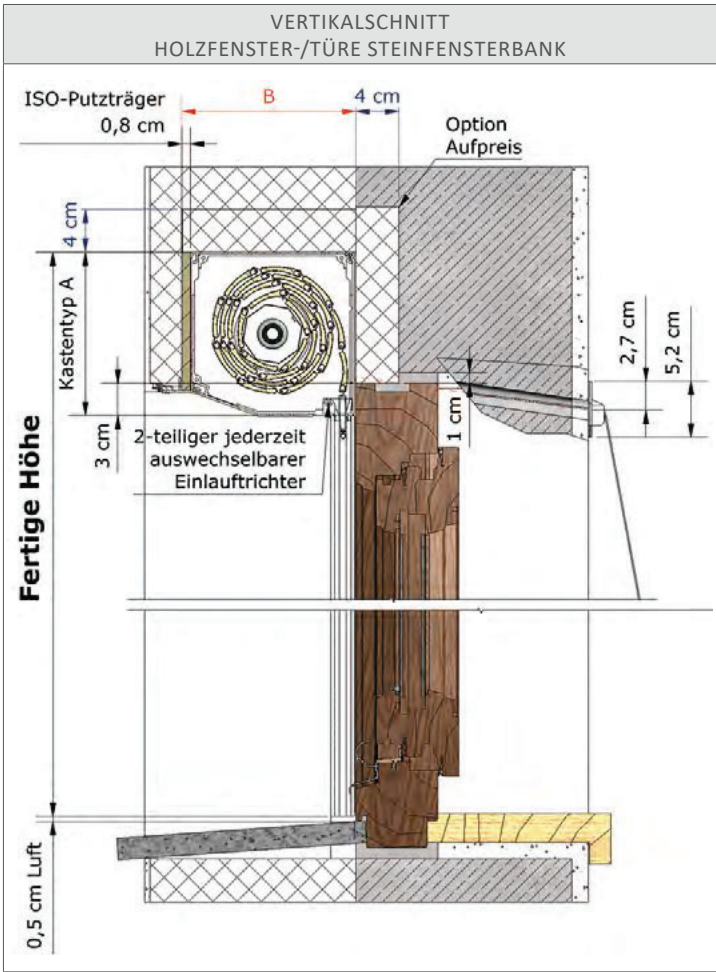 VERTIKALSCHNITT
HOLZFENSTER-/TÜRE STEINFENSTERBANK
ISO-Putzträger
0,8 cm
B
4 cm
Option
Aufpreis
4 cm
Kastentyp A
3 cm
2-teiliger jederzeit
auswechselbarer
Einlauftrichter
1 cm
2,7 cm
5,2 cm
Fertige Höhe
0,5 cm Luft